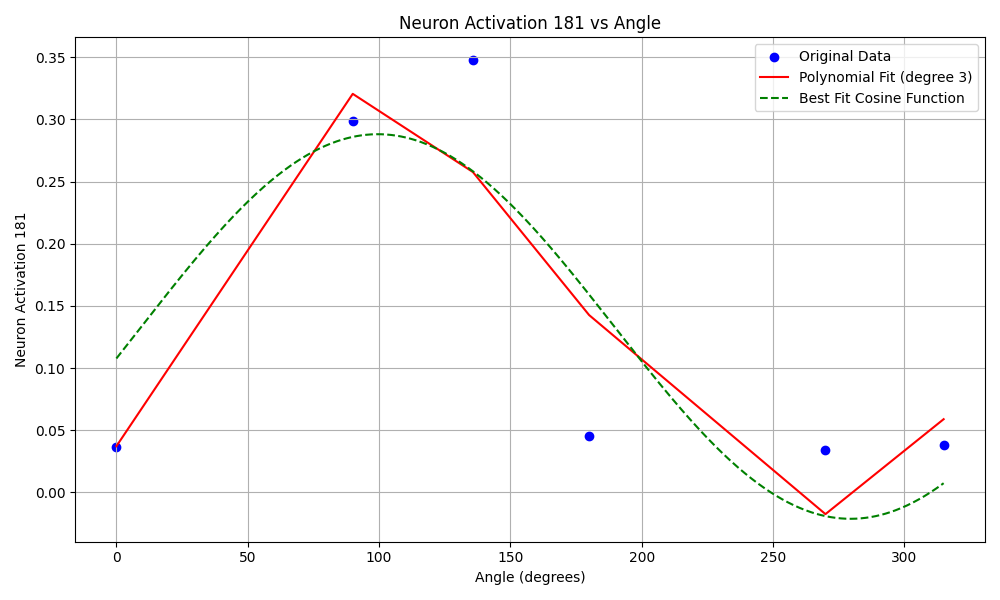 Neuron Activation 181 vs Angle
Original Data
Polynomial Fit (degree 3)
Best Fit Cosine Function
Neuron Activation 181
0.35
0.30
0.25
0.20
0.15
0.10
0.05
0.00
0 50 100 150 200 250 300
Angle (degrees)